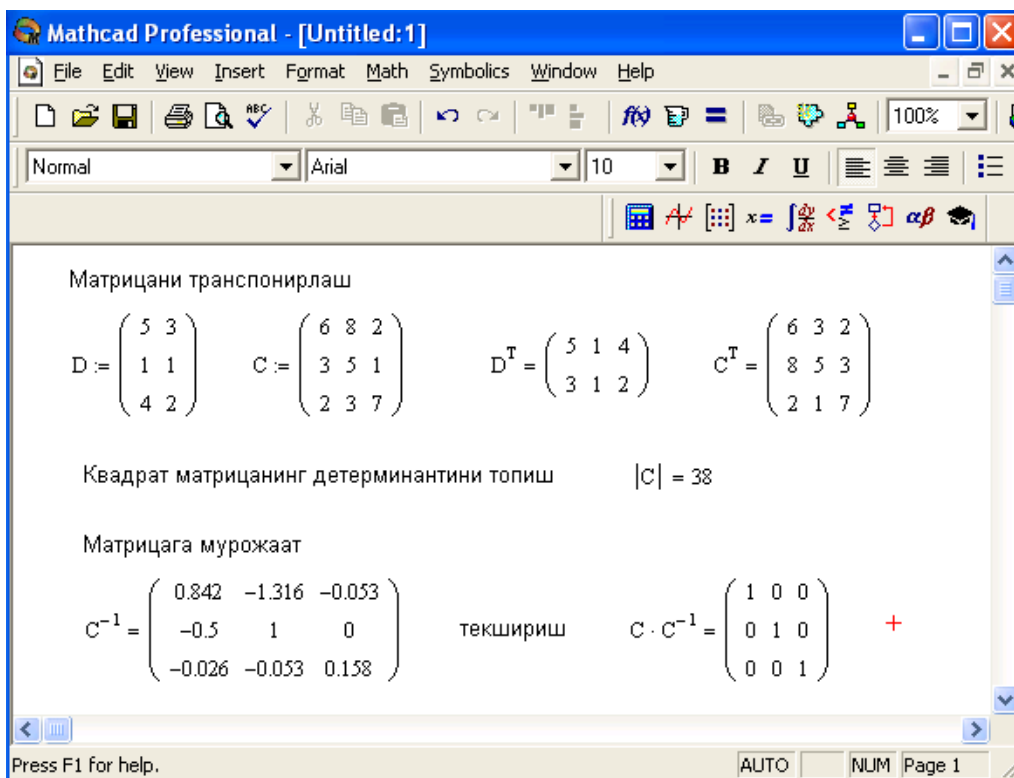 Mathcad Professional - [Untitled:1]
File Edit View Insert Format Math Symbolics Window Help
ABC f(x) = 100%
Normal Arial 10 B I U
x= ∫ dy/dx αβ
Матрицани транспонирлаш
D := ( 5 3 ; 1 1 ; 4 2 ) C := ( 6 8 2 ; 3 5 1 ; 2 3 7 ) D^T = ( 5 1 4 ; 3 1 2 ) C^T = ( 6 3 2 ; 8 5 3 ; 2 1 7 )
Квадрат матрицанинг детерминантини топиш |C| = 38
Матрицага мурожаат
C^-1 = ( 0.842 -1.316 -0.053 ; -0.5 1 0 ; -0.026 -0.053 0.158 ) текшириш C · C^-1 = ( 1 0 0 ; 0 1 0 ; 0 0 1 )
Press F1 for help. AUTO NUM Page 1